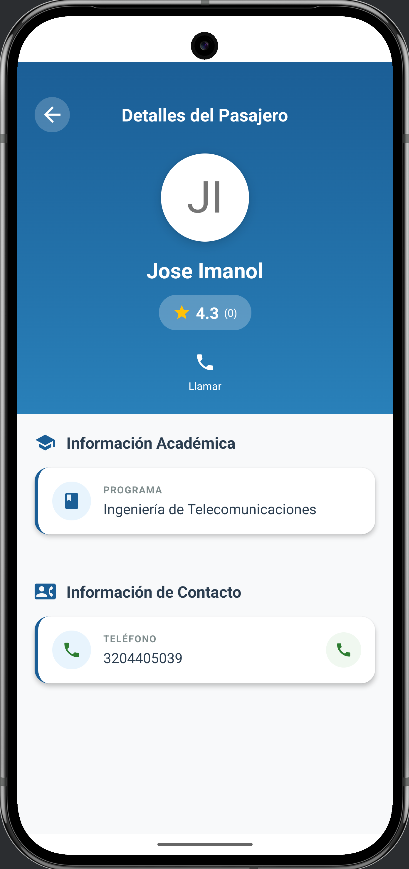 Detalles del Pasajero
JI
Jose Imanol
4.3 (0)
Llamar
Información Académica
PROGRAMA
Ingeniería de Telecomunicaciones
Información de Contacto
TELÉFONO
3204405039